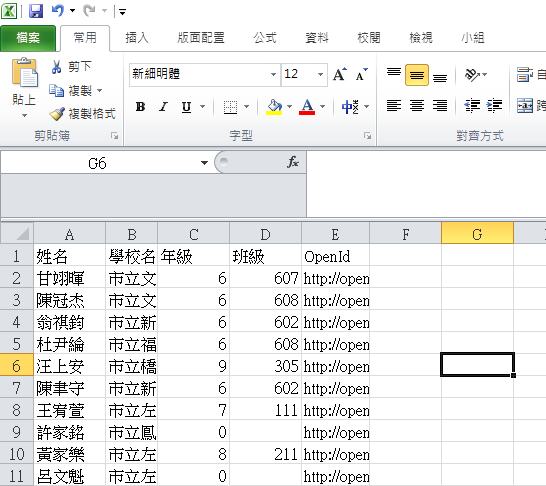 檔案 常用 插入 版面配置 公式 資料 校閱 檢視 小組
剪下
複製
貼上
複製格式
剪貼簿
新細明體 12 A A
B I U A 中
字型
自
跨
對齊方式
G6 fx
A B C D E F G
1 姓名 學校名 年級 班級 OpenId
2 甘翊暉 市立文 6 607 http://open
3 陳冠杰 市立文 6 608 http://open
4 翁祺鈞 市立新 6 602 http://open
5 杜尹綸 市立福 6 608 http://open
6 汪上安 市立橋 9 305 http://open
7 陳聿守 市立新 6 602 http://open
8 王宥萱 市立左 7 111 http://open
9 許家銘 市立鳳 0 http://open
10 黃家樂 市立左 8 211 http://open
11 呂文魁 市立左 0 http://open